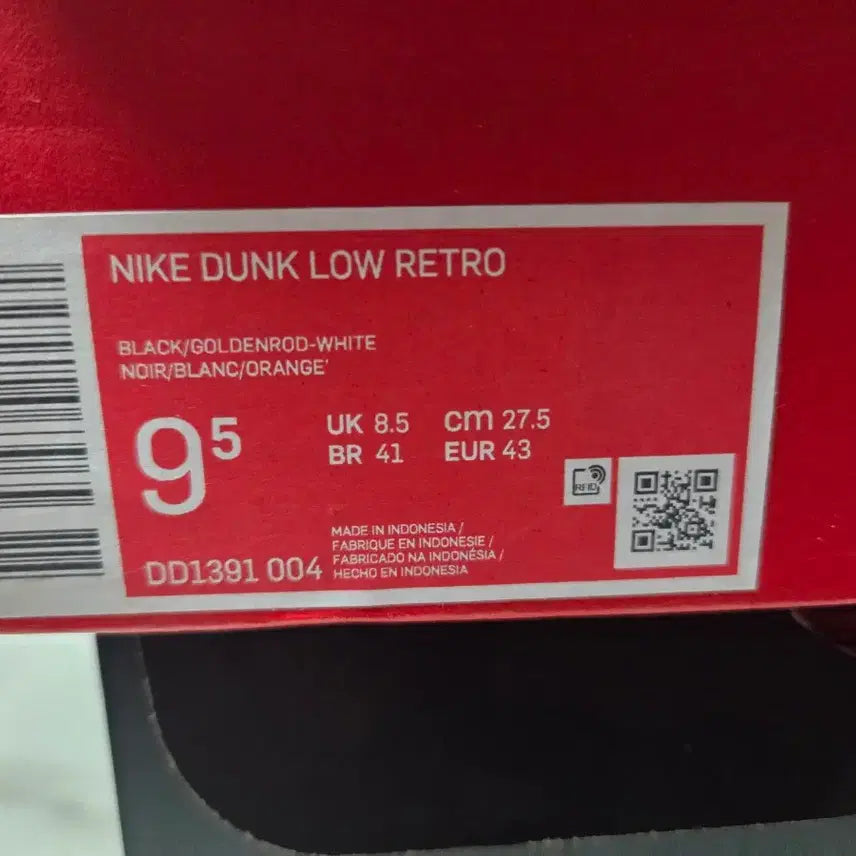 NIKE DUNK LOW RETRO
BLACK/GOLDENROD-WHITE
NOIR/BLANC/ORANGE'
9⁵
UK 8.5 cm 27.5
BR 41 EUR 43
RFID
MADE IN INDONESIA /
FABRIQUE EN INDONESIE /
FABRICADO NA INDONÉSIA /
HECHO EN INDONESIA
DD1391 004